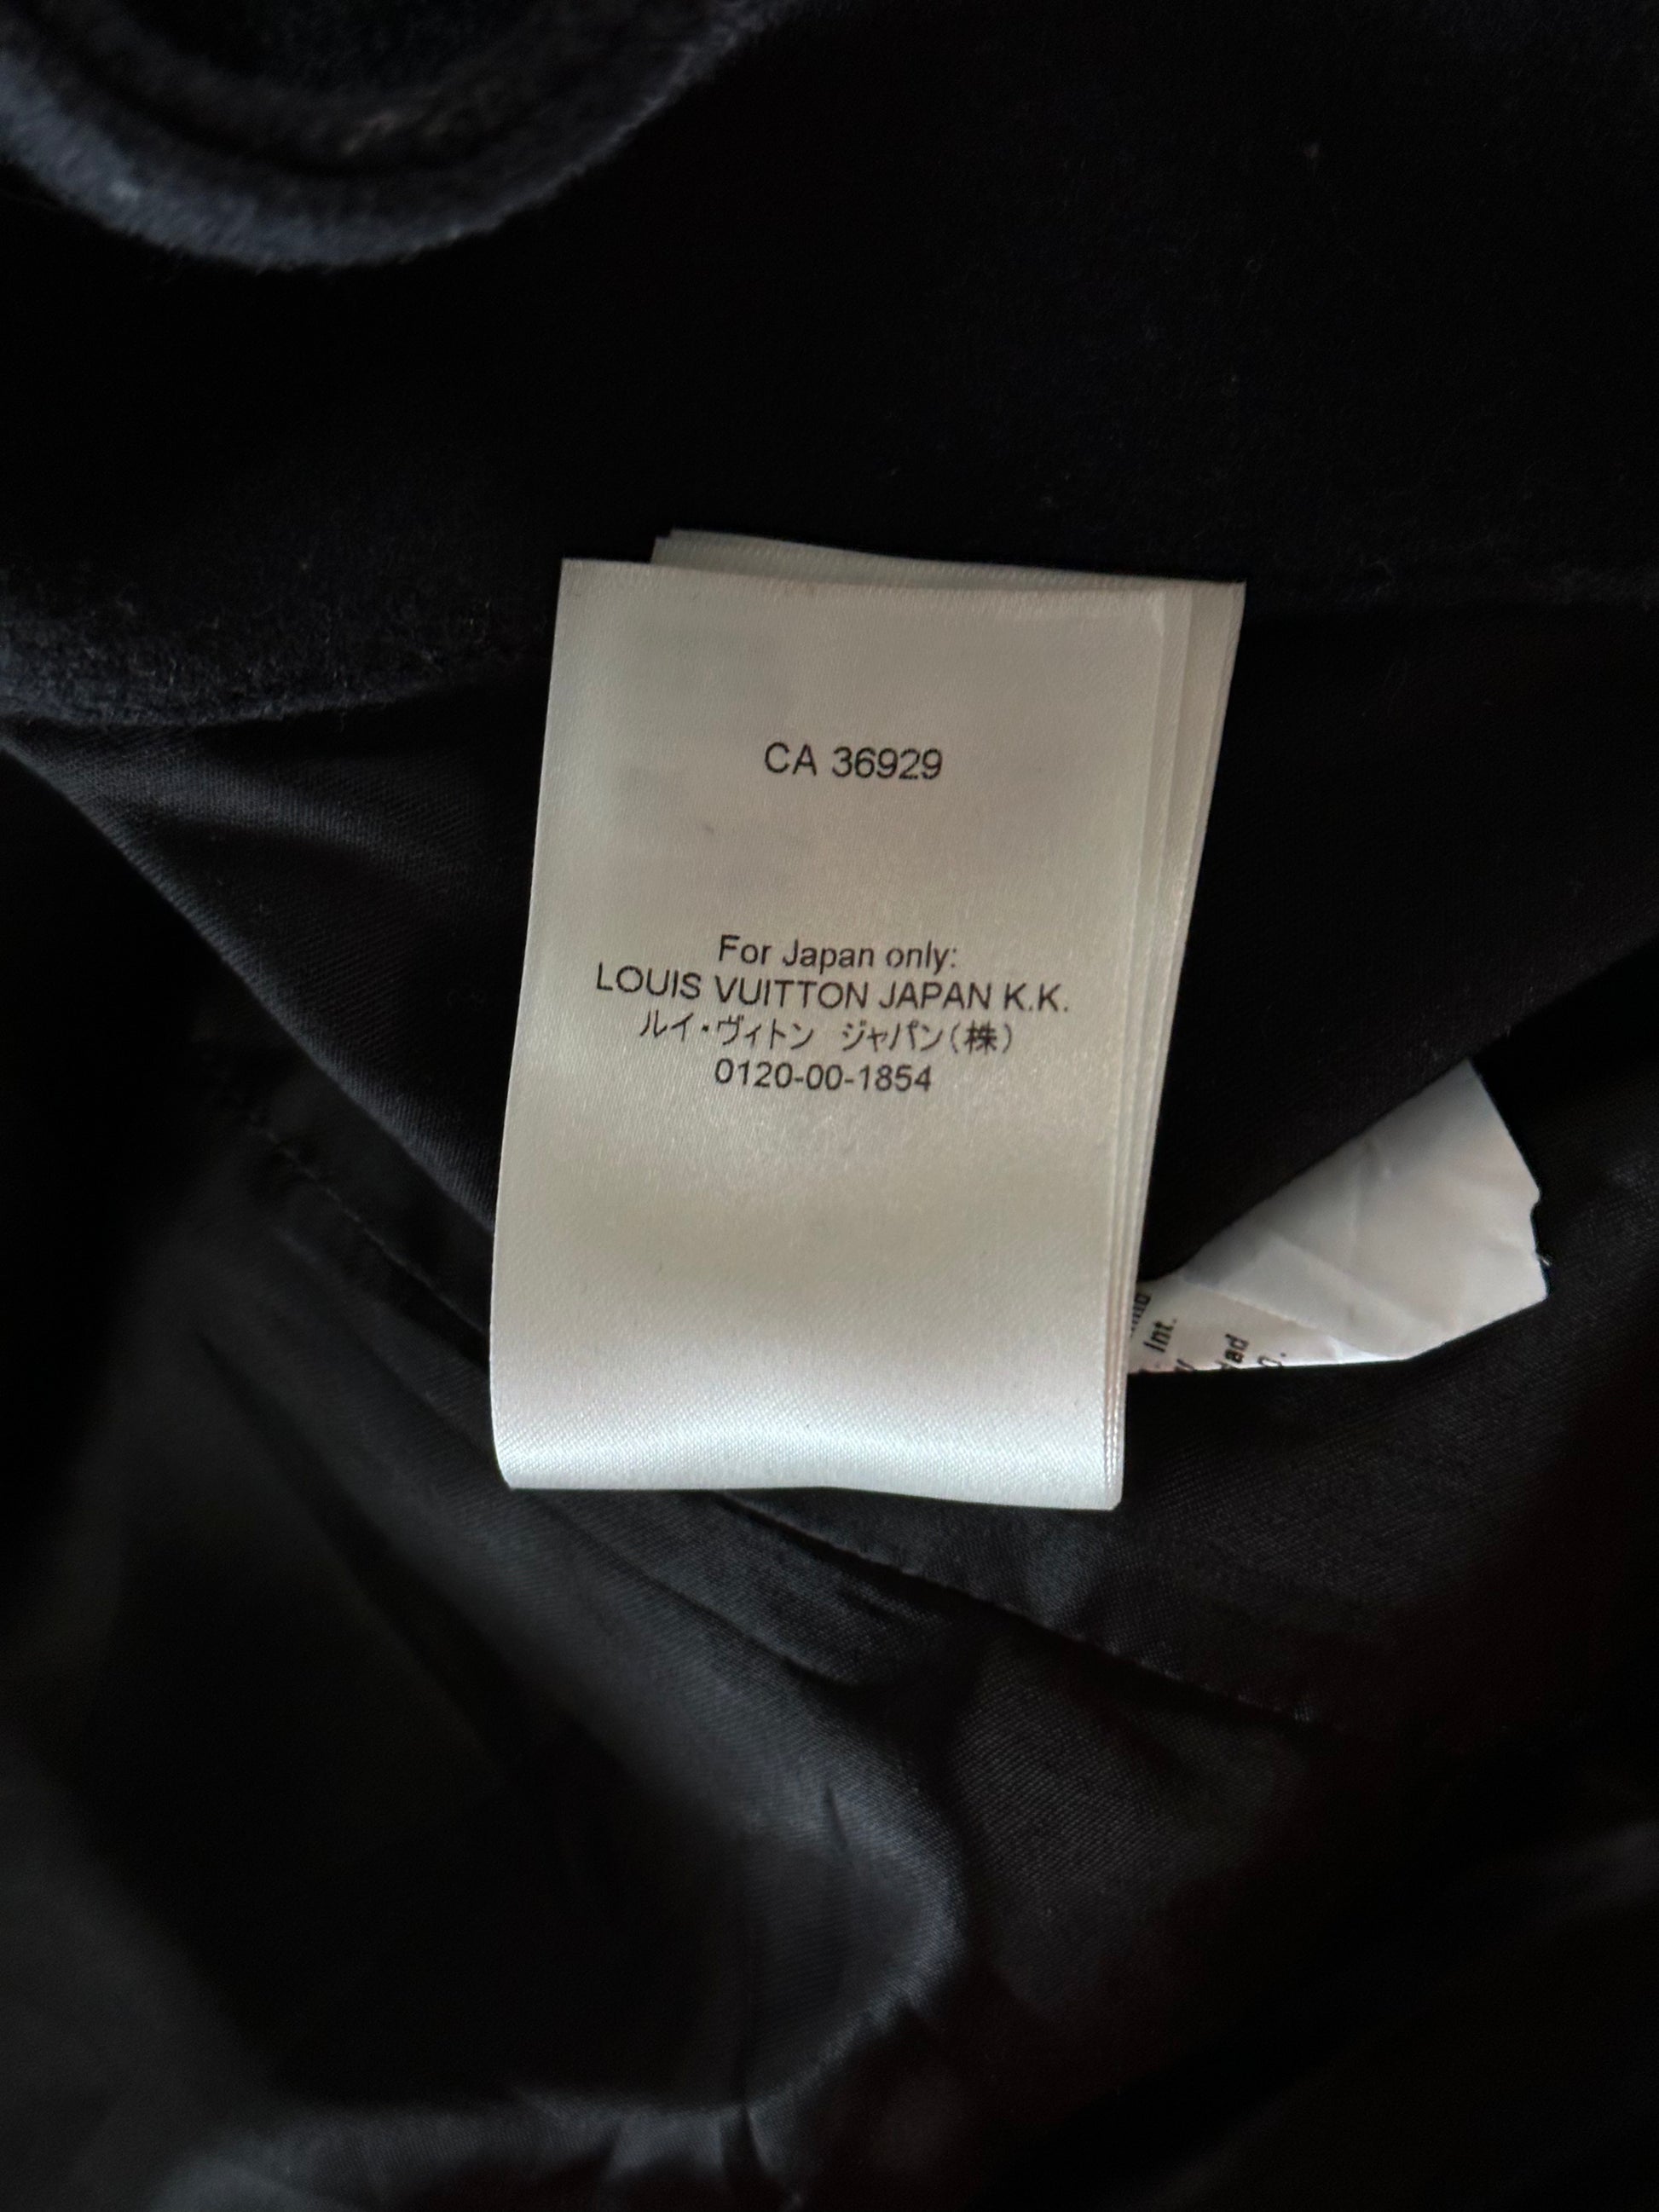 CA 36929
For Japan only:
LOUIS VUITTON JAPAN K.K.
ルイ・ヴィトン ジャパン(株)
0120-00-1854
Int.